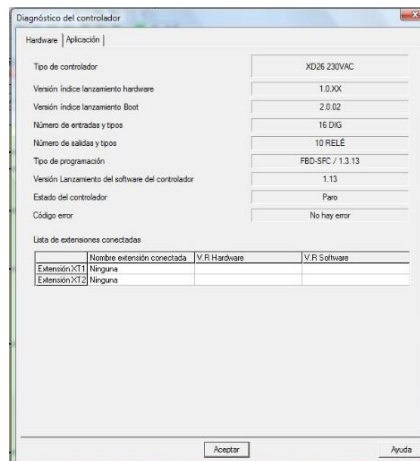 Diagnóstico del controlador
Hardware Aplicación
Tipo de controlador XD26 230VAC
Versión índice lanzamiento hardware 1.0.XX
Versión índice lanzamiento Boot 2.0.02
Número de entradas y tipos 16 DIG
Número de salidas y tipos 10 RELÉ
Tipo de programación FBD-SFC / 1.3.13
Versión Lanzamiento del software del controlador 1.13
Estado del controlador Paro
Código error No hay error
Lista de extensiones conectadas
Nombre extensión conectada V.R Hardware V.R Software
Extensión XT1 Ninguna
Extensión XT2 Ninguna
Aceptar Ayuda